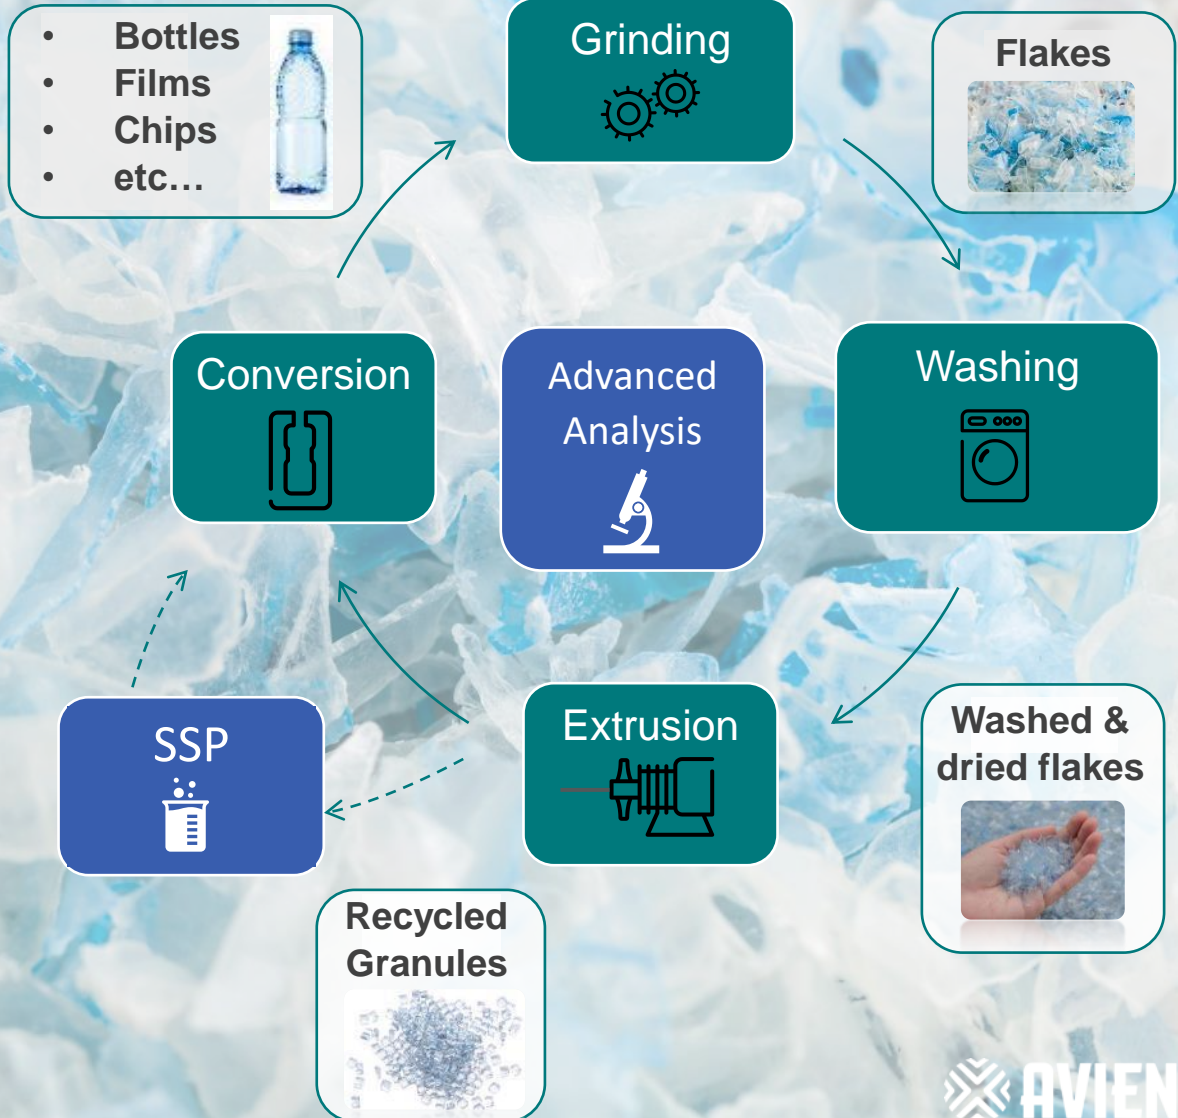 • Bottles
• Films
• Chips
• etc...
Grinding
Flakes
Conversion
Advanced
Analysis
Washing
SSP
Extrusion
Washed &
dried flakes
Recycled
Granules
AVIEN